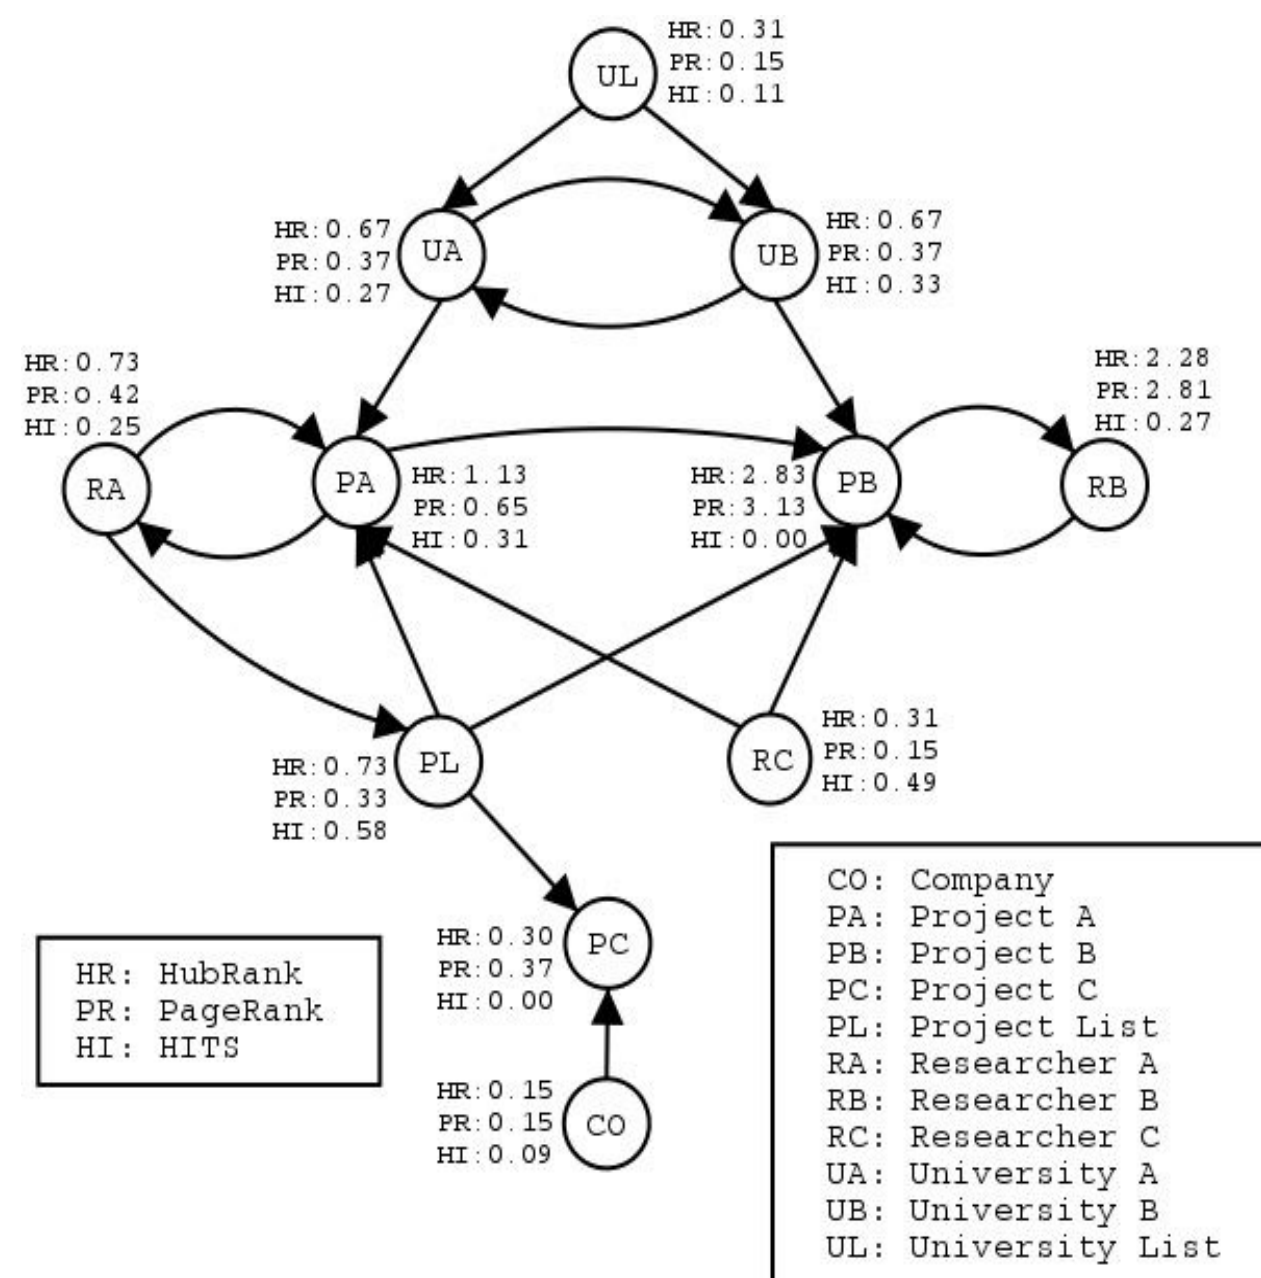 HR:0.31
PR:0.15
HI:0.11
UL
HR:0.67
PR:0.37
HI:0.27
UA
UB
HR:0.67
PR:0.37
HI:0.33
HR:0.73
PR:0.42
HI:0.25
RA
PA
HR:1.13
PR:0.65
HI:0.31
HR:2.83
PR:3.13
HI:0.00
PB
HR:2.28
PR:2.81
HI:0.27
RB
HR:0.73
PR:0.33
HI:0.58
PL
RC
HR:0.31
PR:0.15
HI:0.49
HR:0.30
PR:0.37
HI:0.00
PC
HR:0.15
PR:0.15
HI:0.09
CO
HR: HubRank
PR: PageRank
HI: HITS
CO: Company
PA: Project A
PB: Project B
PC: Project C
PL: Project List
RA: Researcher A
RB: Researcher B
RC: Researcher C
UA: University A
UB: University B
UL: University List